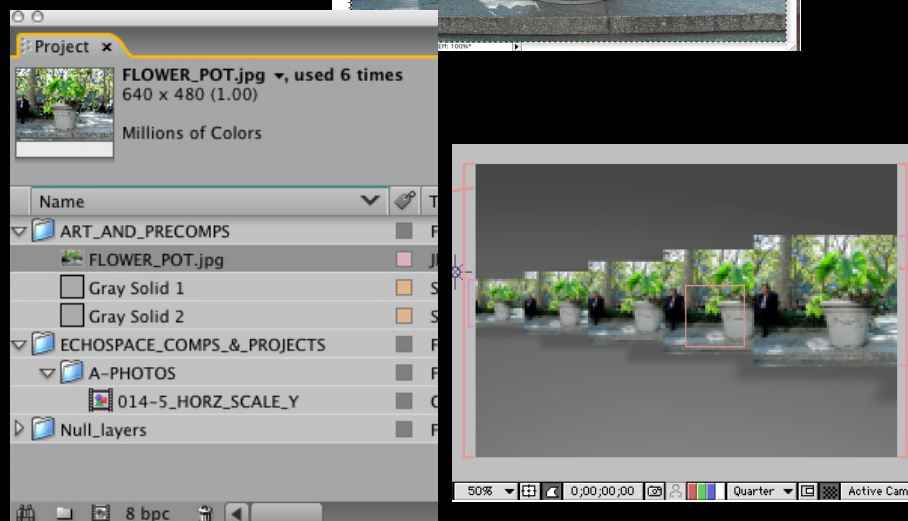 Eff: 100%*
Project ×
FLOWER_POT.jpg ▼, used 6 times
640 x 480 (1.00)
Millions of Colors
Name T
ART_AND_PRECOMPS F
FLOWER_POT.jpg
Gray Solid 1 S
Gray Solid 2 S
ECHOSPACE_COMPS_&_PROJECTS F
A-PHOTOS F
014-5_HORZ_SCALE_Y C
Null_layers F
8 bpc
50% 0;00;00;00 Quarter Active Cam